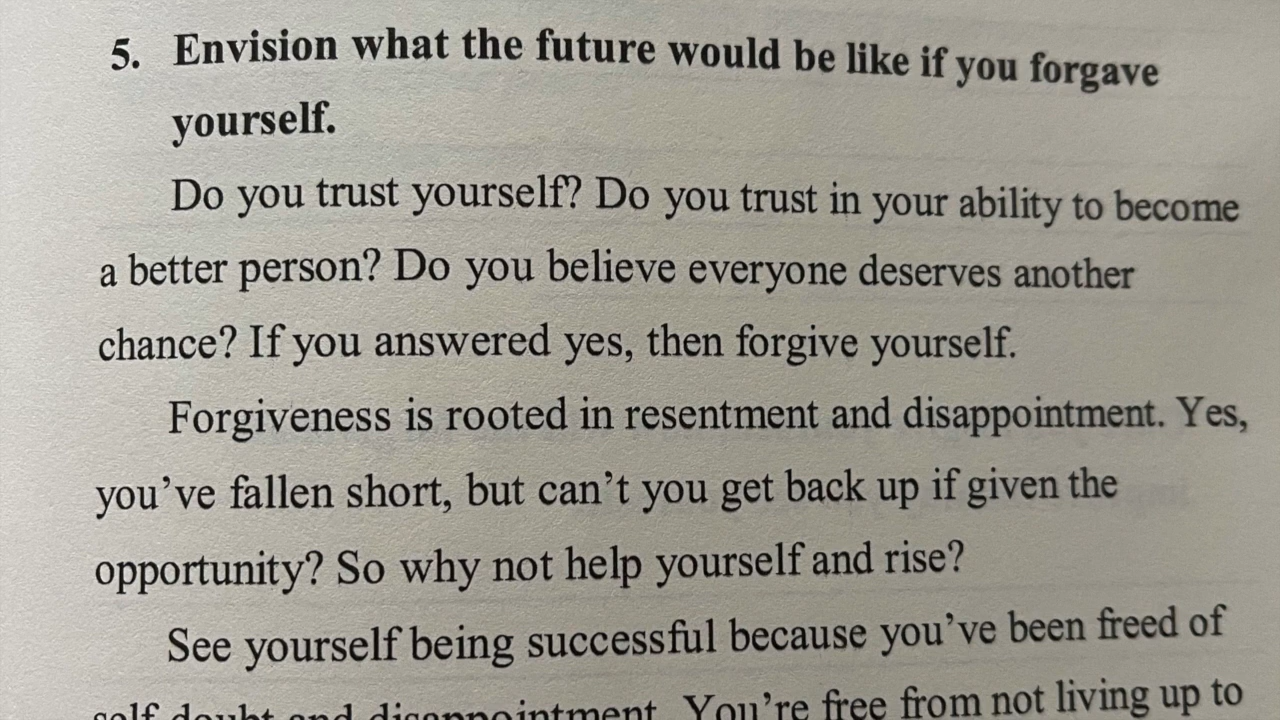 5. Envision what the future would be like if you forgave
yourself.
Do you trust yourself? Do you trust in your ability to become
a better person? Do you believe everyone deserves another
chance? If you answered yes, then forgive yourself.
Forgiveness is rooted in resentment and disappointment. Yes,
you’ve fallen short, but can’t you get back up if given the
opportunity? So why not help yourself and rise?
See yourself being successful because you’ve been freed of
self doubt and disappointment. You’re free from not living up to